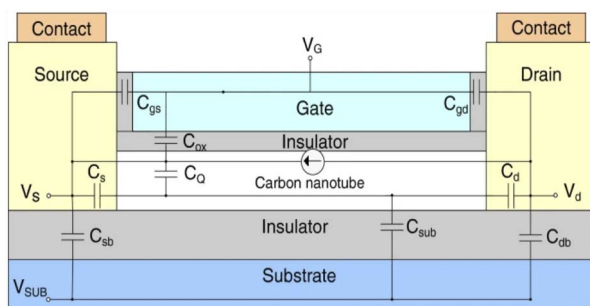 Contact
Contact
V_G
Source
Drain
C_gs
C_gd
Gate
C_ox
Insulator
C_s
C_Q
Carbon nanotube
C_d
V_S
V_d
C_sb
Insulator
C_sub
C_db
Substrate
V_SUB